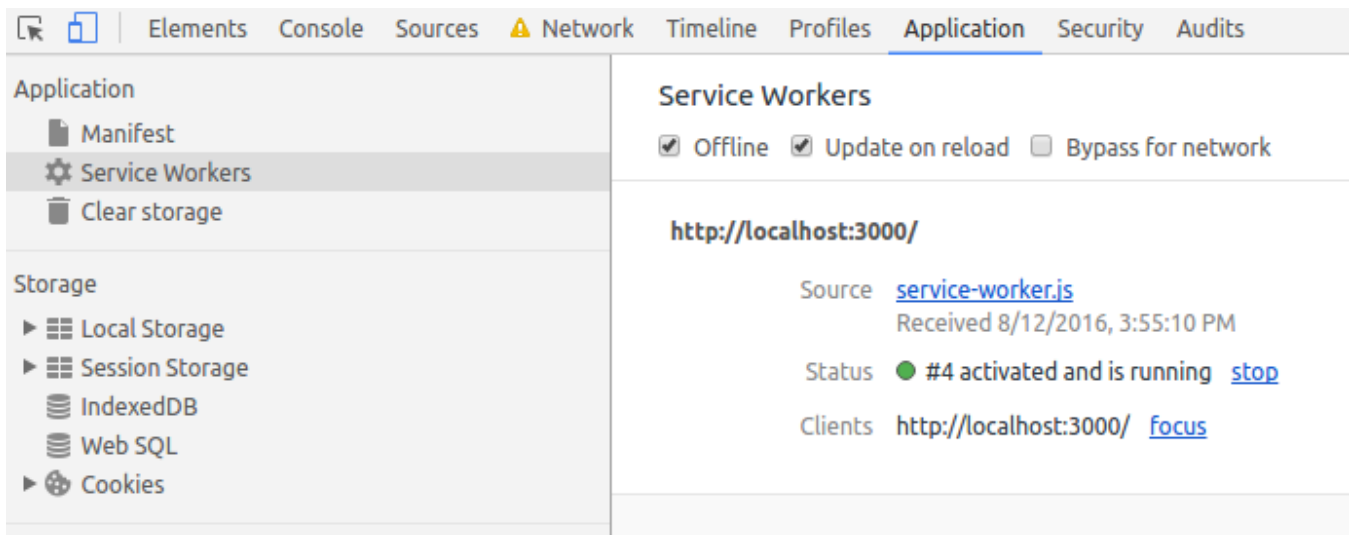 Elements Console Sources Network Timeline Profiles Application Security Audits
Application
Manifest
Service Workers
Clear storage
Storage
Local Storage
Session Storage
IndexedDB
Web SQL
Cookies
Service Workers
Offline Update on reload Bypass for network
http://localhost:3000/
Source service-worker.js
Received 8/12/2016, 3:55:10 PM
Status #4 activated and is running stop
Clients http://localhost:3000/ focus